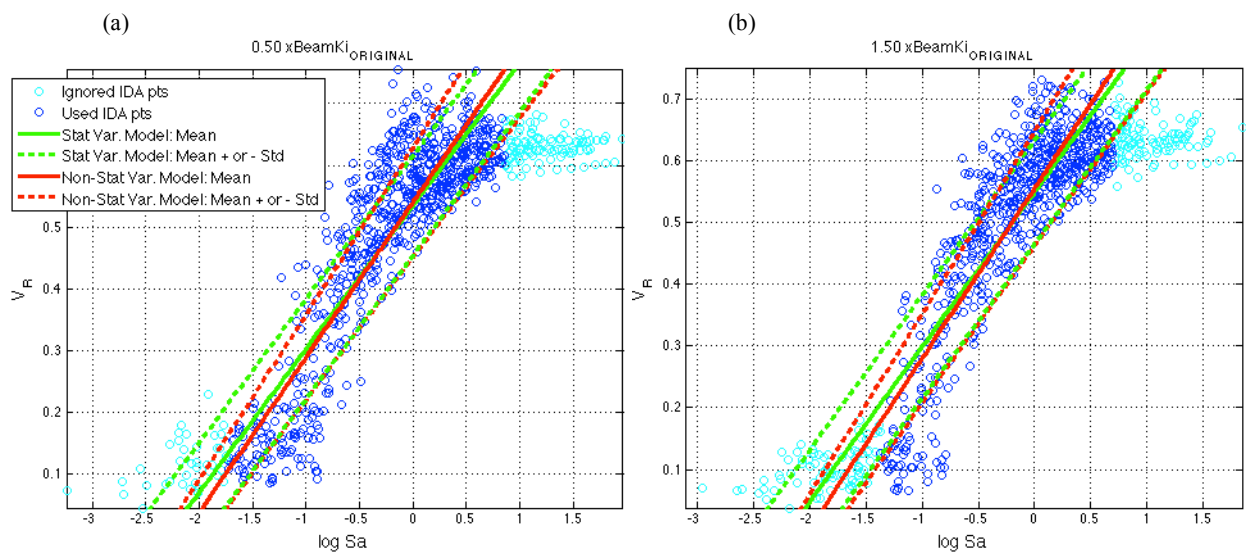 (a)
(b)
0.50 xBeamKi ORIGINAL
1.50 xBeamKi ORIGINAL
Ignored IDA pts
Used IDA pts
Stat Var. Model: Mean
Stat Var. Model: Mean + or - Std
Non-Stat Var. Model: Mean
Non-Stat Var. Model: Mean + or - Std
0.5
0.4
0.3
0.2
0.1
V_R
-3 -2.5 -2 -1.5 -1 -0.5 0 0.5 1 1.5
log Sa
0.7
0.6
0.5
0.4
0.3
0.2
0.1
V_R
-3 -2.5 -2 -1.5 -1 -0.5 0 0.5 1 1.5
log Sa